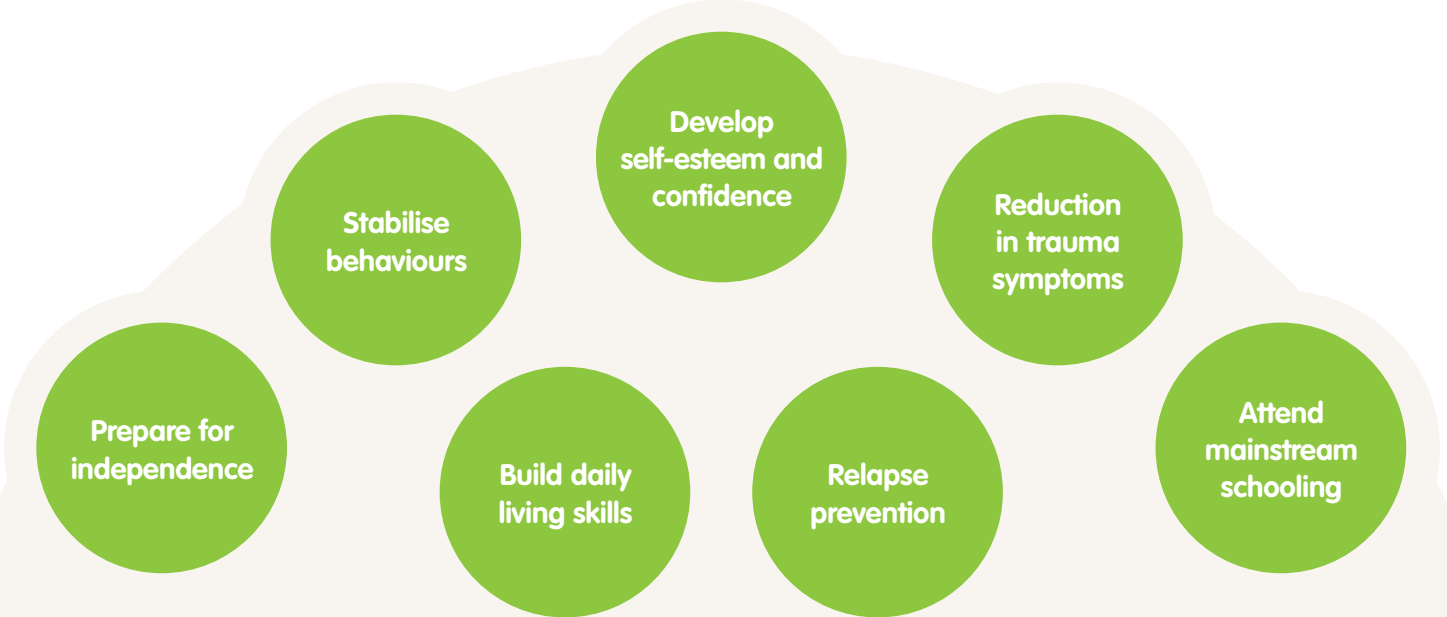 Develop
self-esteem and
confidence
Stabilise
behaviours
Reduction
in trauma
symptoms
Prepare for
independence
Build daily
living skills
Relapse
prevention
Attend
mainstream
schooling